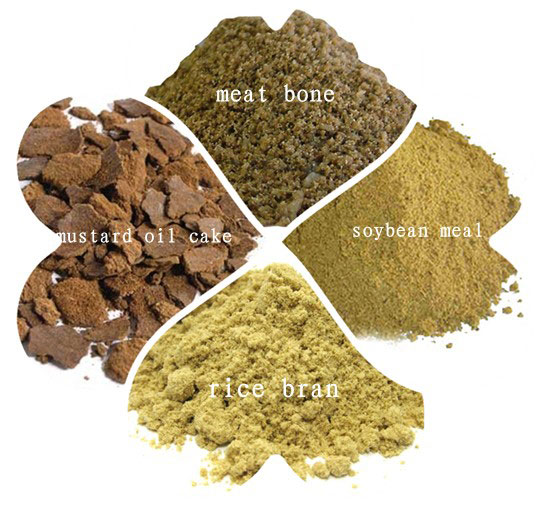 meat bone
mustard oil cake
soybean meal
rice bran